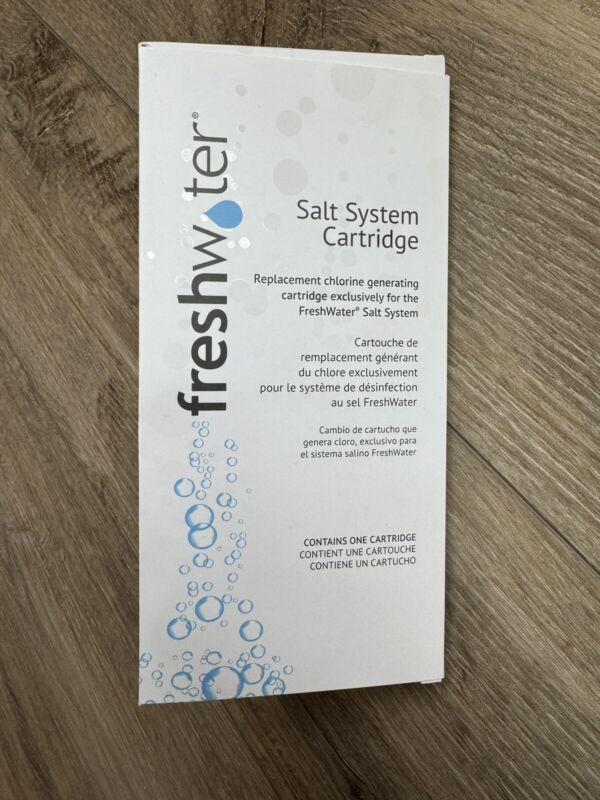 freshwater®
Salt System
Cartridge
Replacement chlorine generating
cartridge exclusively for the
FreshWater® Salt System
Cartouche de
remplacement générant
du chlore exclusivement
pour le système de désinfection
au sel FreshWater
Cambio de cartucho que
genera cloro, exclusivo para
el sistema salino FreshWater
CONTAINS ONE CARTRIDGE
CONTIENT UNE CARTOUCHE
CONTIENE UN CARTUCHO